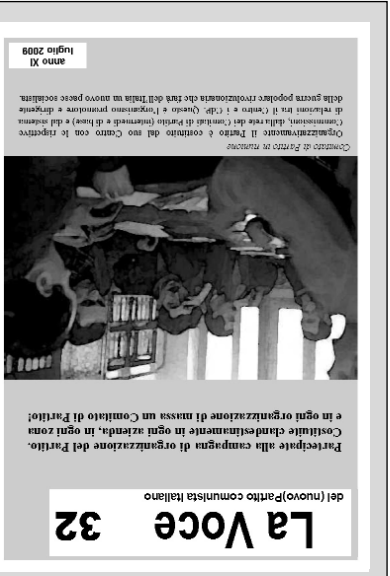 La Voce 32
del (nuovo)Partito comunista italiano
Partecipate alla campagna di organizzazione del Partito.
Costituite clandestinamente in ogni azienda, in ogni zona
e in ogni organizzazione di massa un Comitato di Partito!
Comitato di Partito in riunione
Organizzativamente il Partito è costituito dal suo Centro con le rispettive
Commissioni, dalla rete dei Comitati di Partito (intermedi e di base) e dal sistema
di relazioni tra il Centro e i CdP. Questo è l'organismo promotore e dirigente
della guerra popolare rivoluzionaria che farà dell'Italia un nuovo paese socialista.
anno XI
luglio 2009